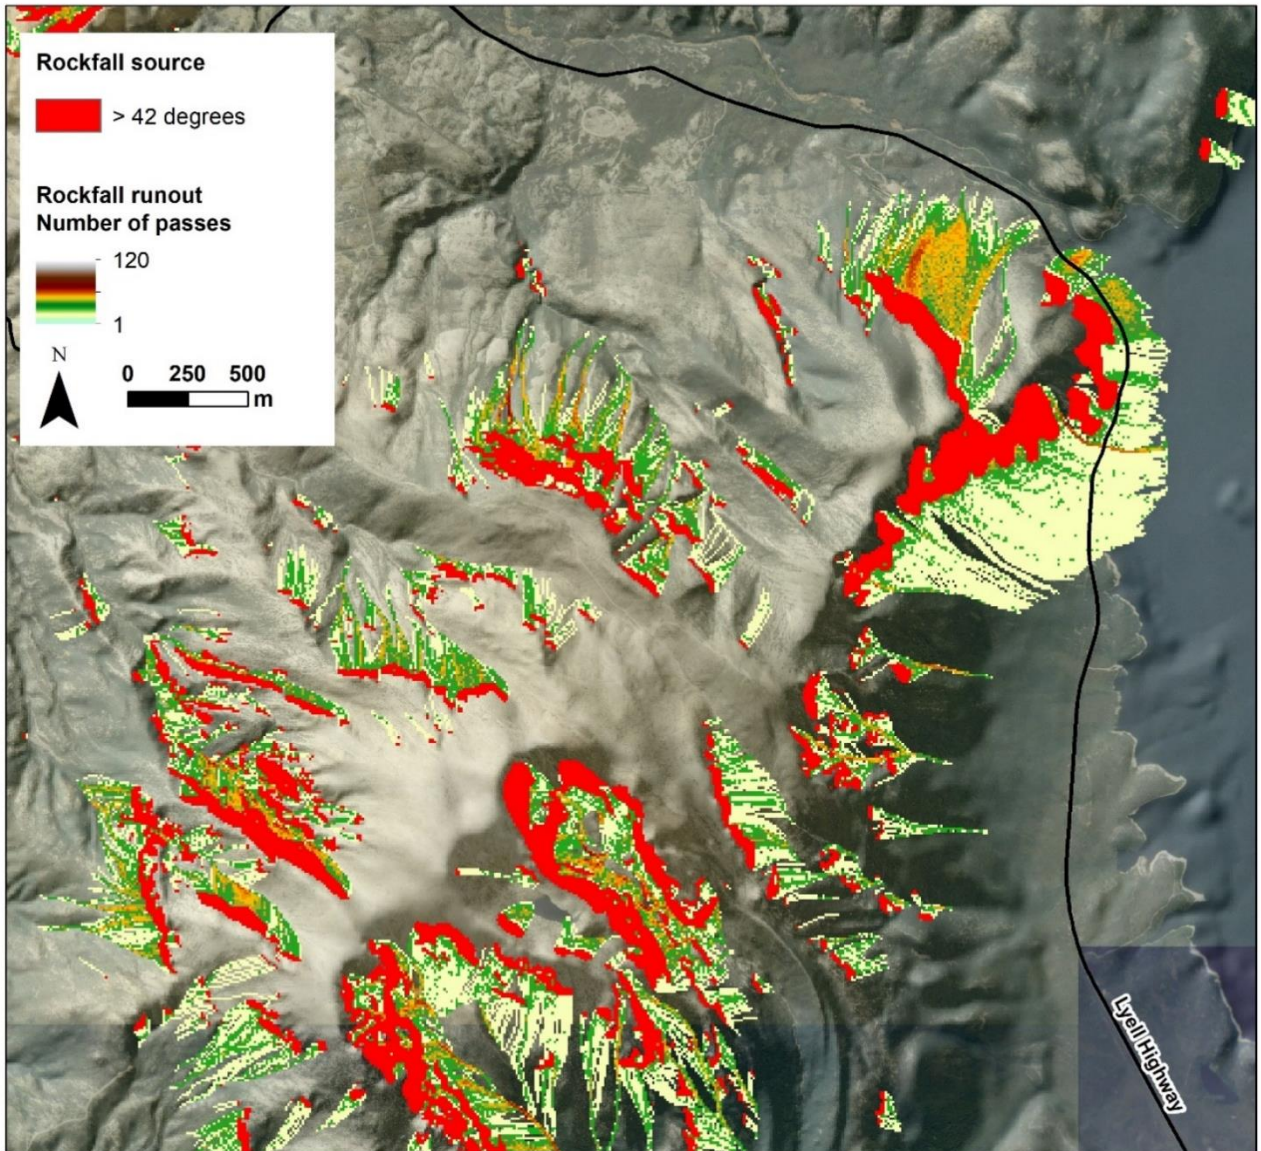 Rockfall source
> 42 degrees
Rockfall runout
Number of passes
120
1
N
0 250 500
m
Lyell Highway